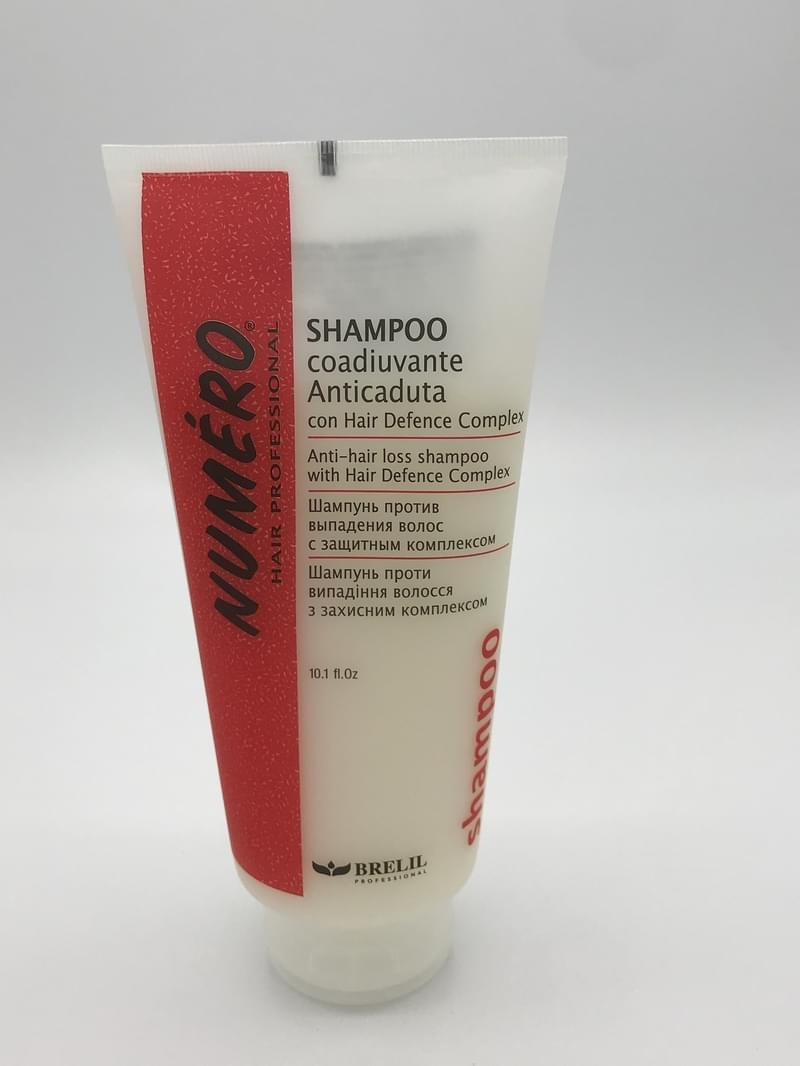 NUMÉRO®
HAIR PROFESSIONAL
SHAMPOO
coadiuvante
Anticaduta
con Hair Defence Complex
Anti-hair loss shampoo
with Hair Defence Complex
Шампунь против
выпадения волос
с защитным комплексом
Шампунь проти
випадіння волосся
з захисним комплексом
10.1 fl.Oz
shampoo
BRELIL
PROFESSIONAL